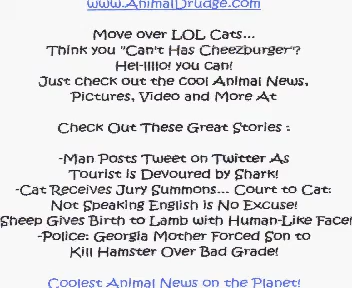 www.AnimalDrudge.com
Move over LOL Cats...
Think you "Can't Has Cheezburger"?
Hel-llllo! you can!
Just check out the cool Animal News,
Pictures, Video and More At
Check Out These Great Stories :
-Man Posts Tweet on Twitter As
Tourist is Devoured by Shark!
-Cat Receives Jury Summons... Court to Cat:
Not Speaking English is No Excuse!
Sheep Gives Birth to Lamb with Human-Like Face!
-Police: Georgia Mother Forced Son to
Kill Hamster Over Bad Grade!
Coolest Animal News on the Planet!